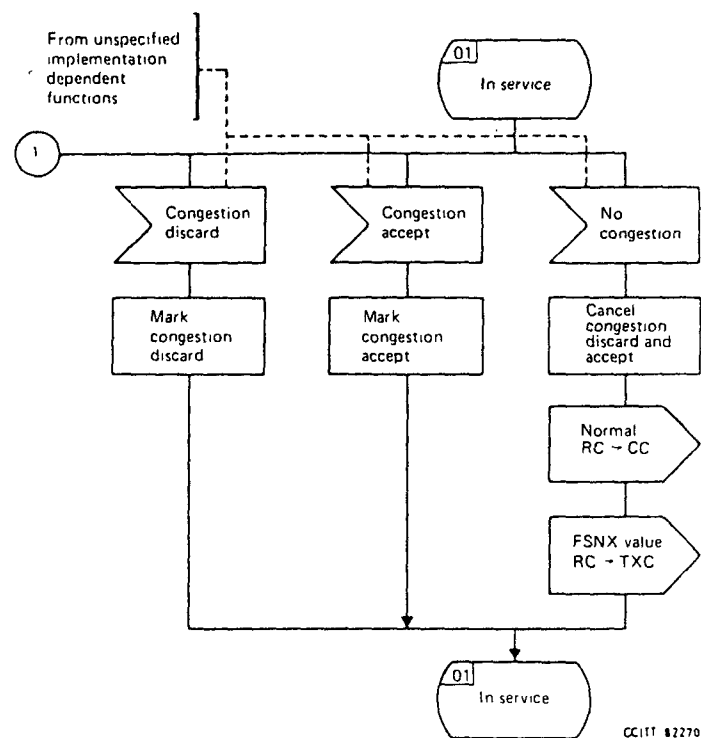 From unspecified
implementation
dependent
functions
01
In service
1
Congestion
discard
Congestion
accept
No
congestion
Mark
congestion
discard
Mark
congestion
accept
Cancel
congestion
discard and
accept
Normal
RC → CC
FSNX value
RC → TXC
01
In service
CCITT 82270